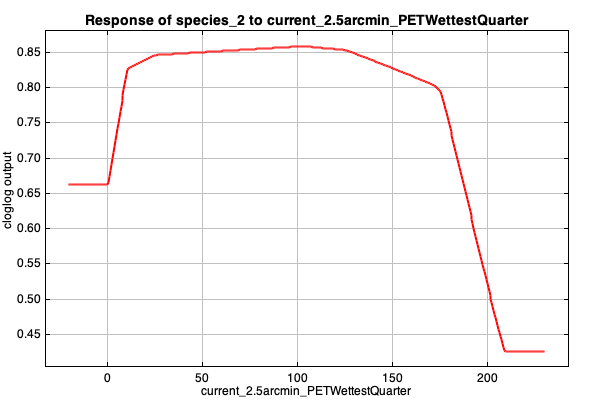 Response of species_2 to current_2.5arcmin_PETWettestQuarter
cloglog output
0.85
0.80
0.75
0.70
0.65
0.60
0.55
0.50
0.45
0 50 100 150 200
current_2.5arcmin_PETWettestQuarter